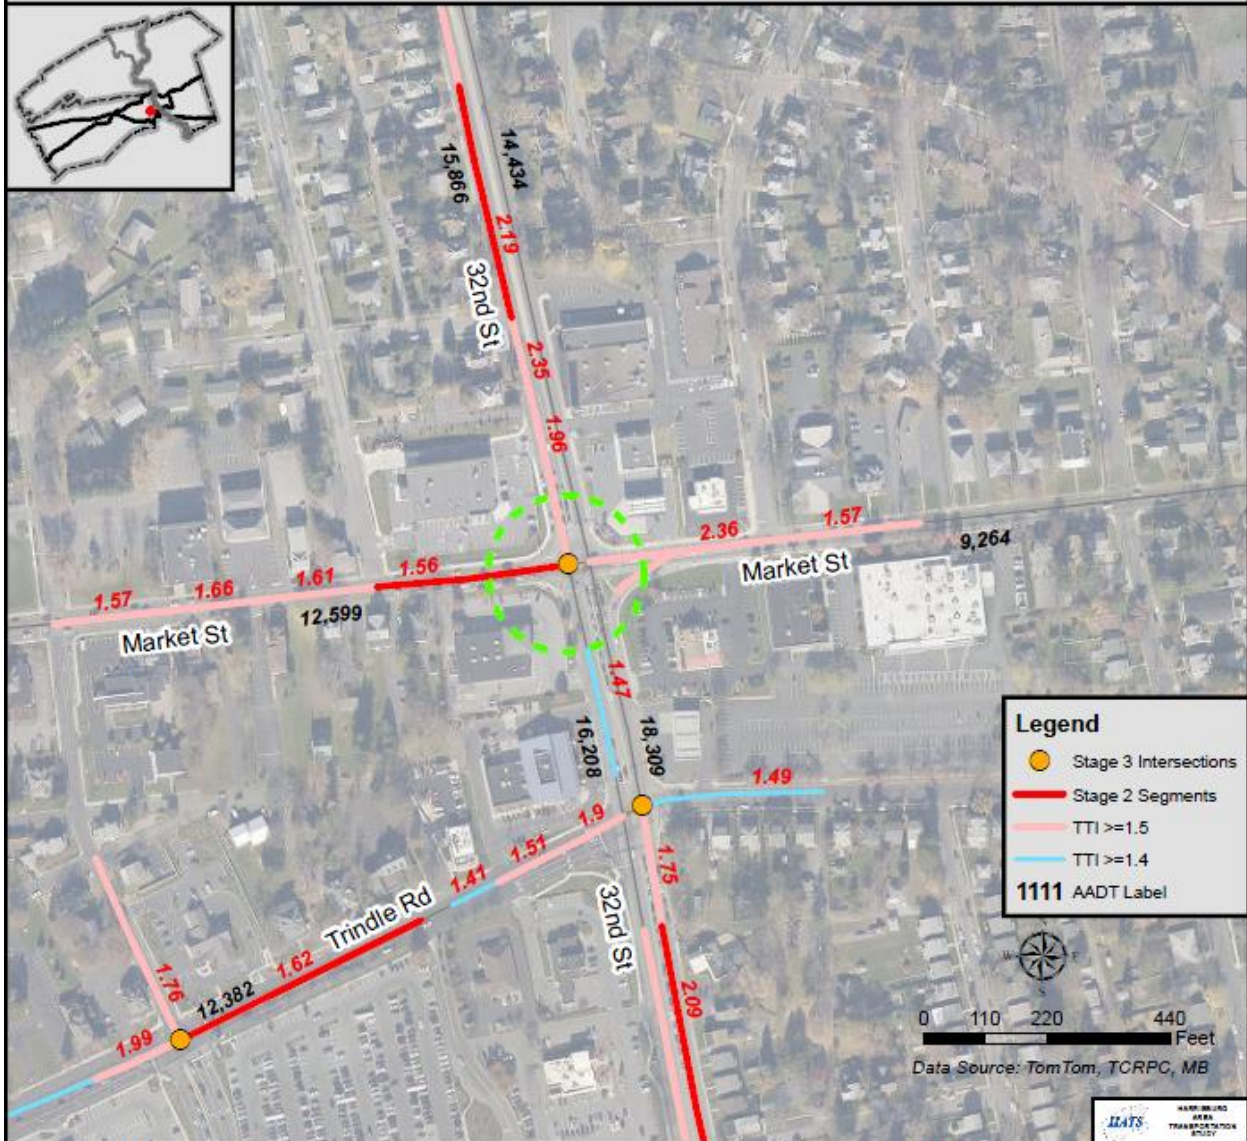 14,434
15,866
2.19
32nd St
2.35
1.96
2.36
1.57
9,264
Market St
1.56
1.61
1.66
1.57
12,599
Market St
1.47
16,208
18,309
1.49
1.9
1.51
1.41
1.75
Trindle Rd
32nd St
1.62
12,382
1.76
1.99
2.09
Legend
Stage 3 Intersections
Stage 2 Segments
TTI >=1.5
TTI >=1.4
1111 AADT Label
W E
S
0 110 220 440
Feet
Data Source: TomTom, TCRPC, MB
HATS
HARRISBURG
AREA
TRANSPORTATION
STUDY